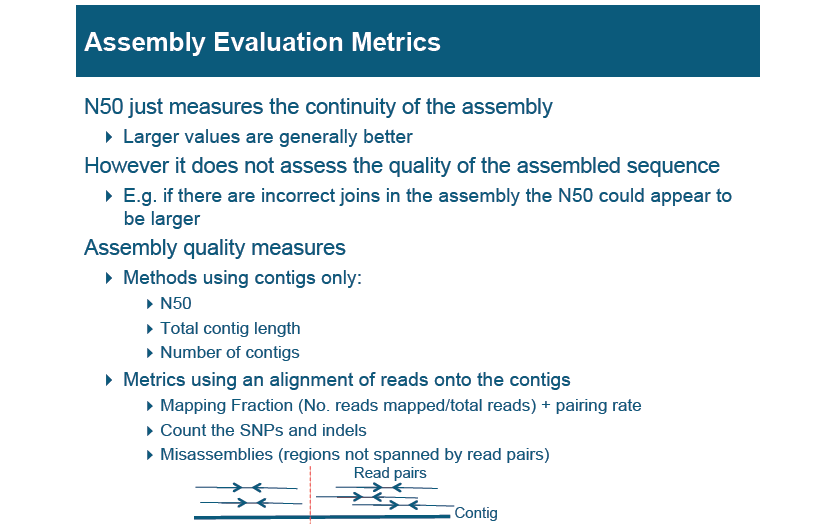 Assembly Evaluation Metrics
N50 just measures the continuity of the assembly
Larger values are generally better
However it does not assess the quality of the assembled sequence
E.g. if there are incorrect joins in the assembly the N50 could appear to
be larger
Assembly quality measures
Methods using contigs only:
N50
Total contig length
Number of contigs
Metrics using an alignment of reads onto the contigs
Mapping Fraction (No. reads mapped/total reads) + pairing rate
Count the SNPs and indels
Misassemblies (regions not spanned by read pairs)
Read pairs
Contig